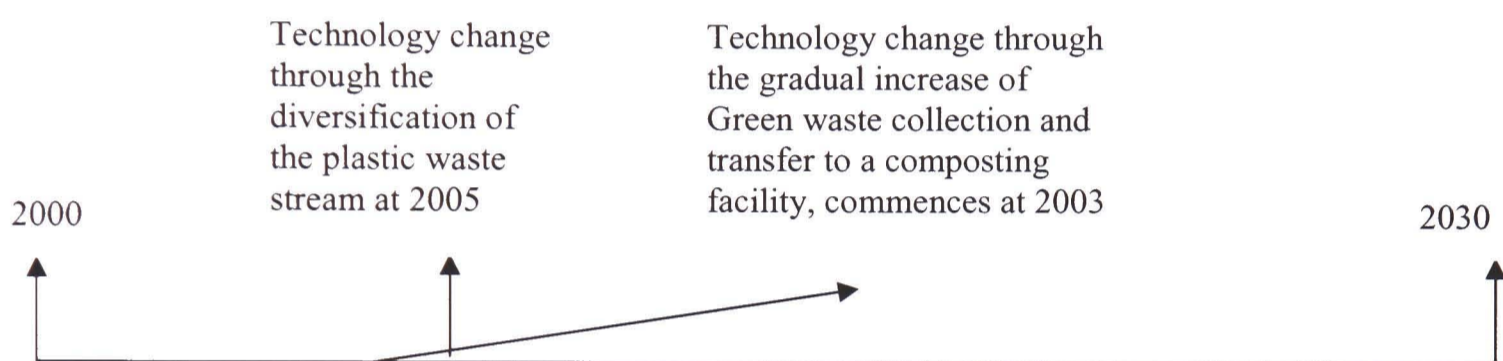 Technology change
through the
diversification of
the plastic waste
stream at 2005
Technology change through
the gradual increase of
Green waste collection and
transfer to a composting
facility, commences at 2003
2000
2030